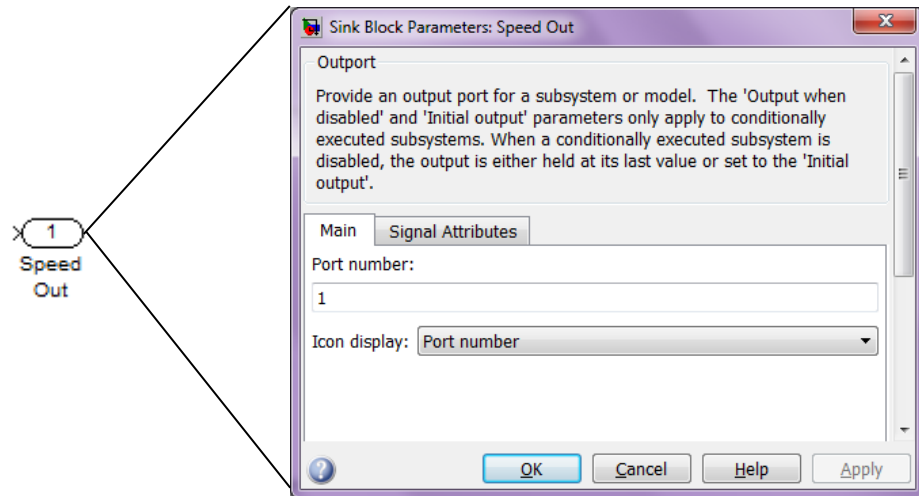 Sink Block Parameters: Speed Out
Outport
Provide an output port for a subsystem or model.  The 'Output when
disabled' and 'Initial output' parameters only apply to conditionally
executed subsystems. When a conditionally executed subsystem is
disabled, the output is either held at its last value or set to the 'Initial
output'.
Main
Signal Attributes
Port number:
1
Icon display:
Port number
OK
Cancel
Help
Apply
1
Speed
Out